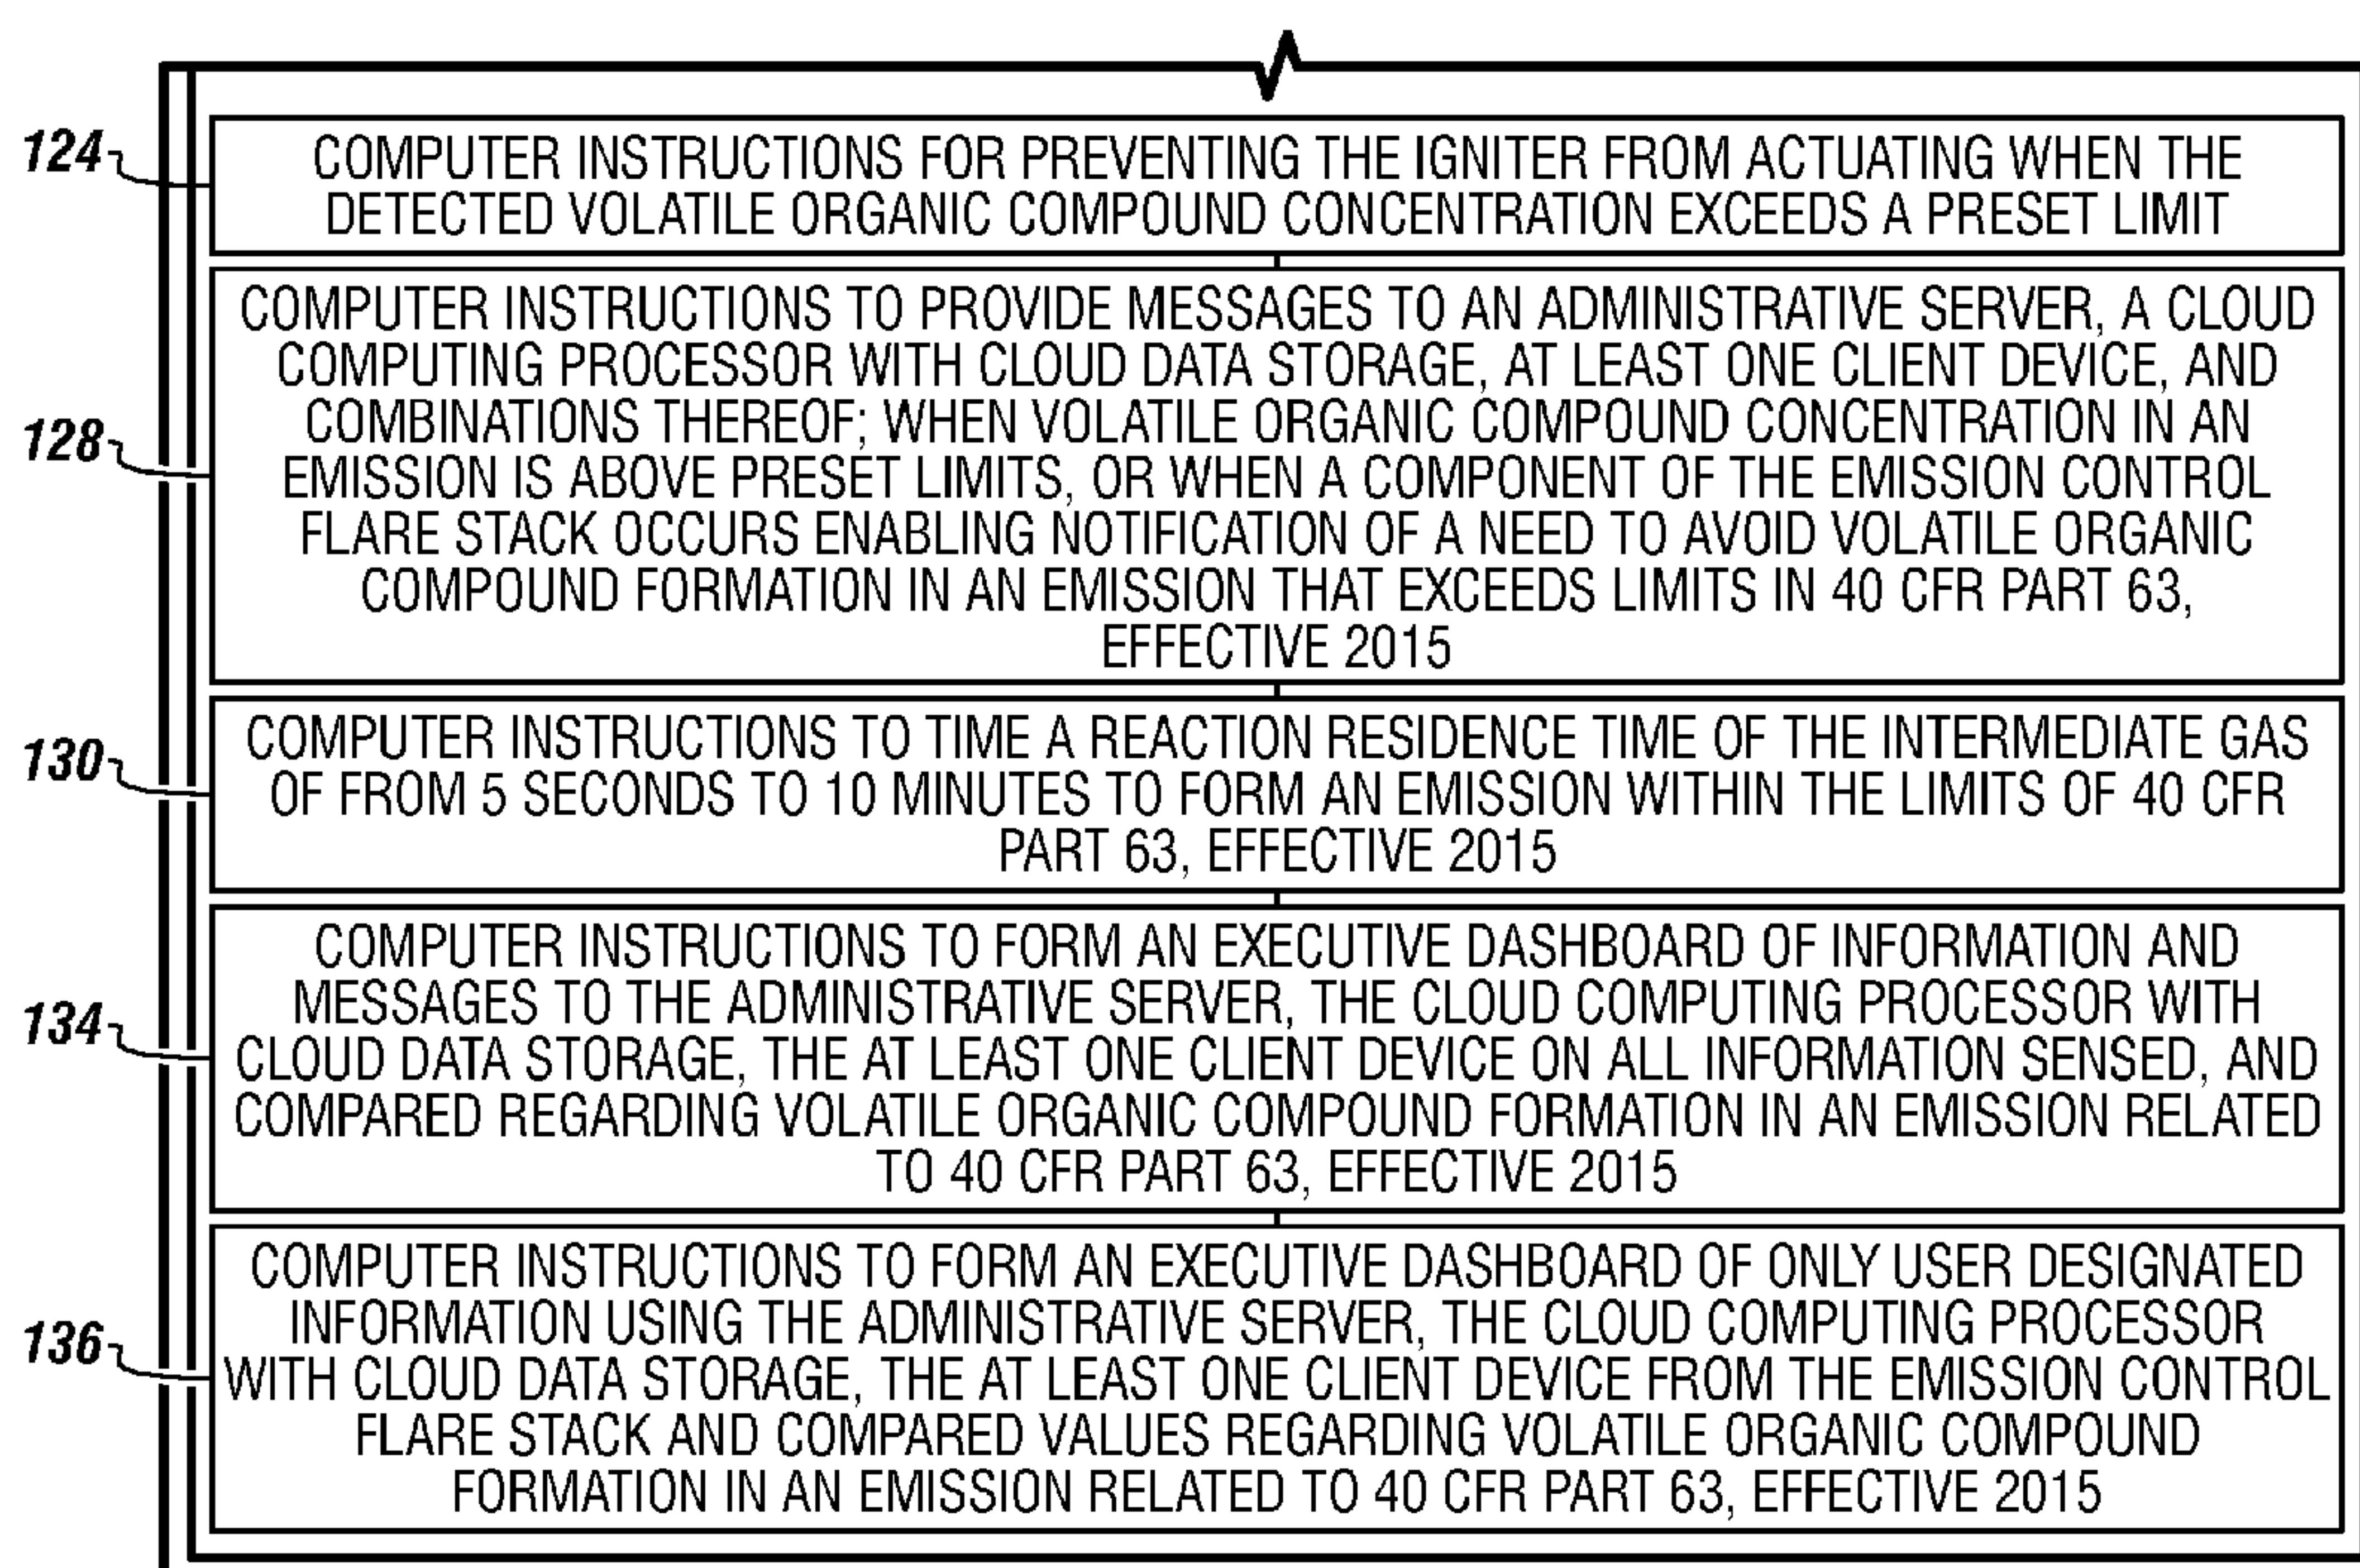 124
COMPUTER INSTRUCTIONS FOR PREVENTING THE IGNITER FROM ACTUATING WHEN THE
DETECTED VOLATILE ORGANIC COMPOUND CONCENTRATION EXCEEDS A PRESET LIMIT
128
COMPUTER INSTRUCTIONS TO PROVIDE MESSAGES TO AN ADMINISTRATIVE SERVER, A CLOUD
COMPUTING PROCESSOR WITH CLOUD DATA STORAGE, AT LEAST ONE CLIENT DEVICE, AND
COMBINATIONS THEREOF; WHEN VOLATILE ORGANIC COMPOUND CONCENTRATION IN AN
EMISSION IS ABOVE PRESET LIMITS, OR WHEN A COMPONENT OF THE EMISSION CONTROL
FLARE STACK OCCURS ENABLING NOTIFICATION OF A NEED TO AVOID VOLATILE ORGANIC
COMPOUND FORMATION IN AN EMISSION THAT EXCEEDS LIMITS IN 40 CFR PART 63,
EFFECTIVE 2015
130
COMPUTER INSTRUCTIONS TO TIME A REACTION RESIDENCE TIME OF THE INTERMEDIATE GAS
OF FROM 5 SECONDS TO 10 MINUTES TO FORM AN EMISSION WITHIN THE LIMITS OF 40 CFR
PART 63, EFFECTIVE 2015
134
COMPUTER INSTRUCTIONS TO FORM AN EXECUTIVE DASHBOARD OF INFORMATION AND
MESSAGES TO THE ADMINISTRATIVE SERVER, THE CLOUD COMPUTING PROCESSOR WITH
CLOUD DATA STORAGE, THE AT LEAST ONE CLIENT DEVICE ON ALL INFORMATION SENSED, AND
COMPARED REGARDING VOLATILE ORGANIC COMPOUND FORMATION IN AN EMISSION RELATED
TO 40 CFR PART 63, EFFECTIVE 2015
136
COMPUTER INSTRUCTIONS TO FORM AN EXECUTIVE DASHBOARD OF ONLY USER DESIGNATED
INFORMATION USING THE ADMINISTRATIVE SERVER, THE CLOUD COMPUTING PROCESSOR
WITH CLOUD DATA STORAGE, THE AT LEAST ONE CLIENT DEVICE FROM THE EMISSION CONTROL
FLARE STACK AND COMPARED VALUES REGARDING VOLATILE ORGANIC COMPOUND
FORMATION IN AN EMISSION RELATED TO 40 CFR PART 63, EFFECTIVE 2015